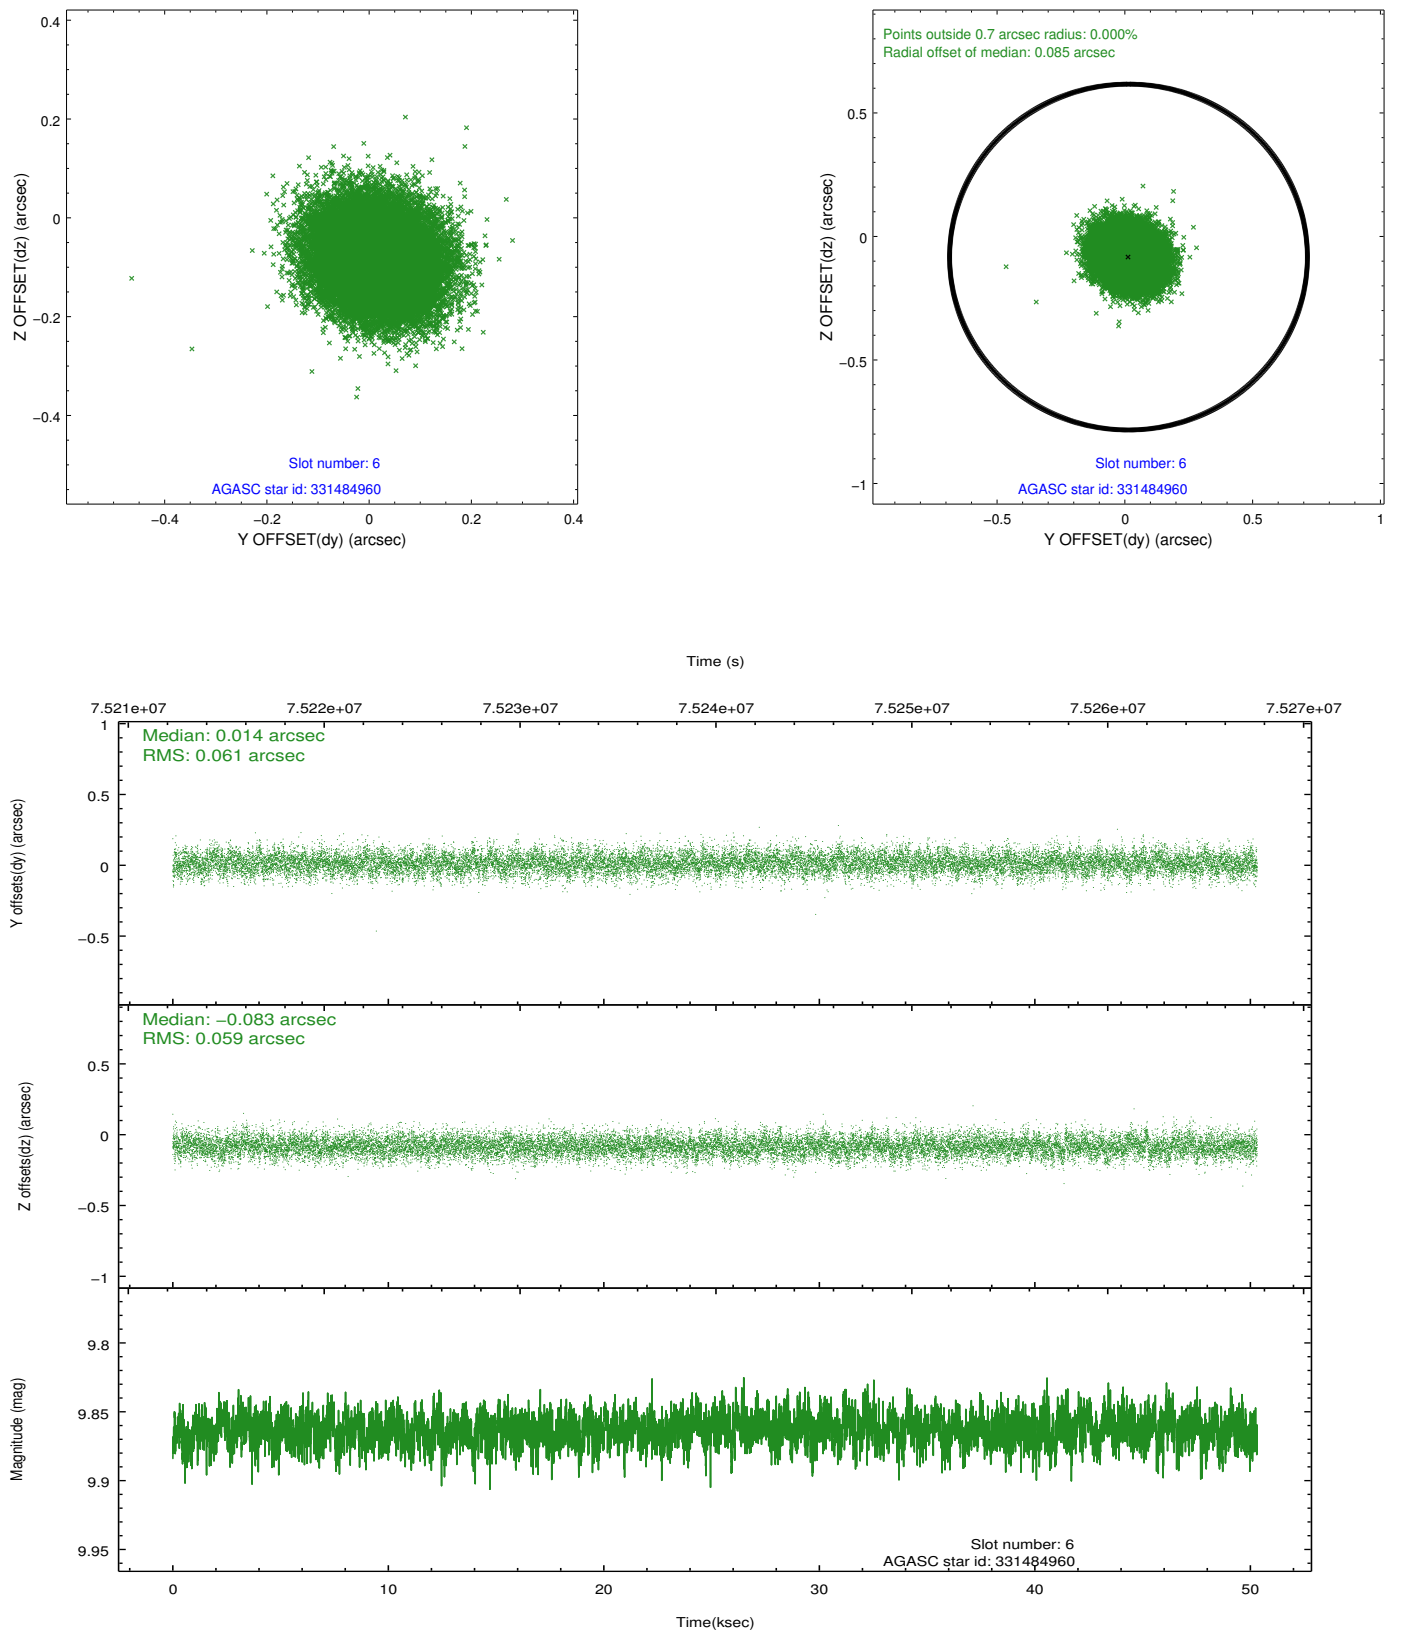 0.4
0.2
0
−0.2
−0.4
Z OFFSET(dz) (arcsec)
Slot number: 6
AGASC star id: 331484960
−0.4
−0.2
0
0.2
0.4
Y OFFSET(dy) (arcsec)
Points outside 0.7 arcsec radius: 0.000%
Radial offset of median: 0.085 arcsec
0.5
0
−0.5
−1
Z OFFSET(dz) (arcsec)
Slot number: 6
AGASC star id: 331484960
−0.5
0
0.5
1
Y OFFSET(dy) (arcsec)
Time (s)
7.521e+07
7.522e+07
7.523e+07
7.524e+07
7.525e+07
7.526e+07
7.527e+07
Median: 0.014 arcsec
RMS: 0.061 arcsec
1
0.5
0
−0.5
Y offsets(dy) (arcsec)
Median: −0.083 arcsec
RMS: 0.059 arcsec
0.5
0
−0.5
−1
Z offsets(dz) (arcsec)
9.8
9.85
9.9
9.95
Magnitude (mag)
Slot number: 6
AGASC star id: 331484960
0
10
20
30
40
50
Time(ksec)